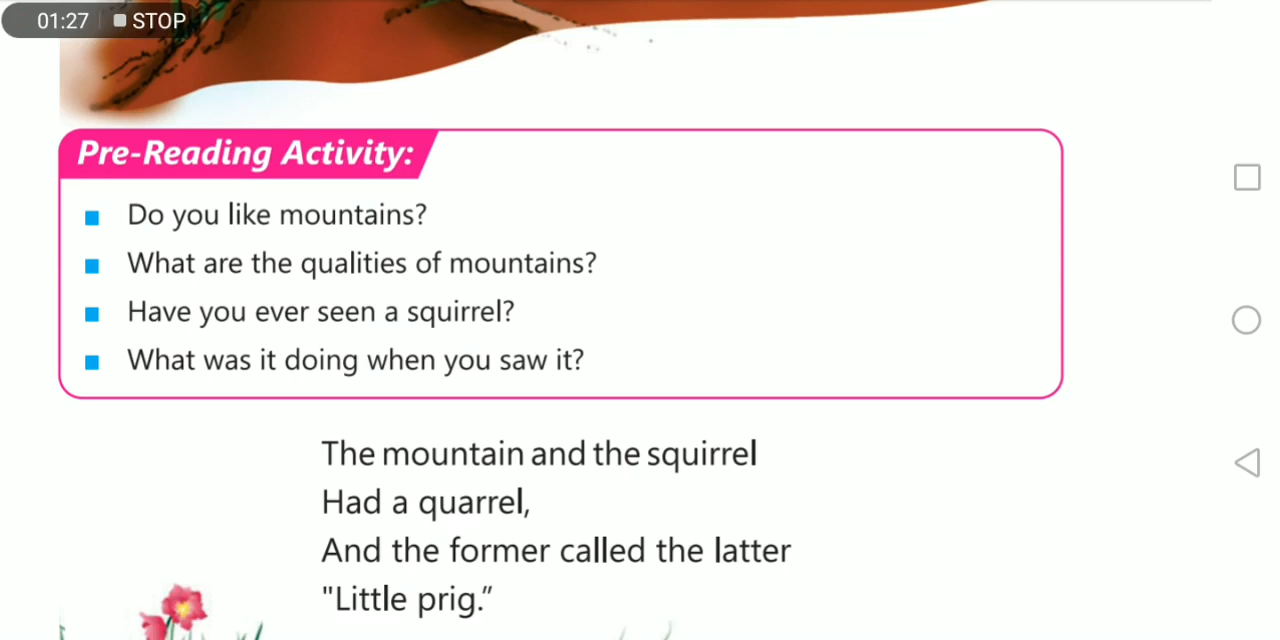 01:27 STOP
Pre-Reading Activity:
Do you like mountains?
What are the qualities of mountains?
Have you ever seen a squirrel?
What was it doing when you saw it?
The mountain and the squirrel
Had a quarrel,
And the former called the latter
"Little prig.”